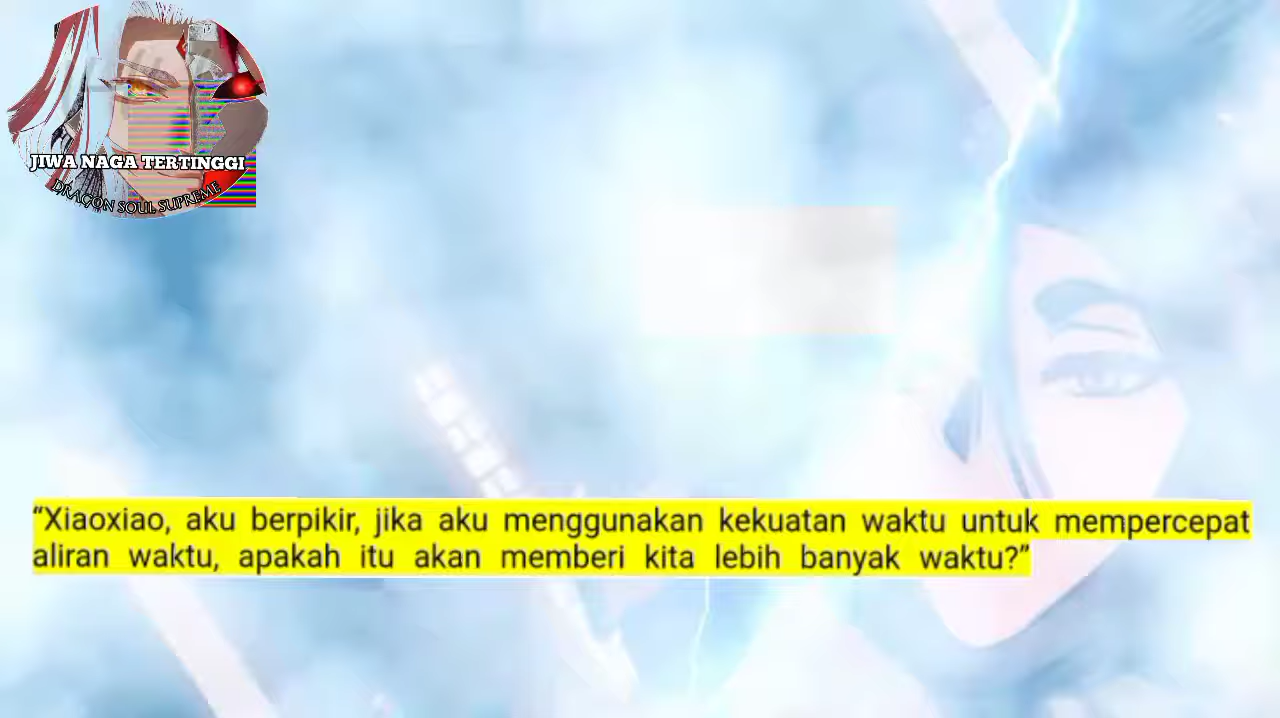 JIWA NAGA TERTINGGI
DRAGON SOUL SUPREME
“Xiaoxiao, aku berpikir, jika aku menggunakan kekuatan waktu untuk mempercepat
aliran waktu, apakah itu akan memberi kita lebih banyak waktu?”